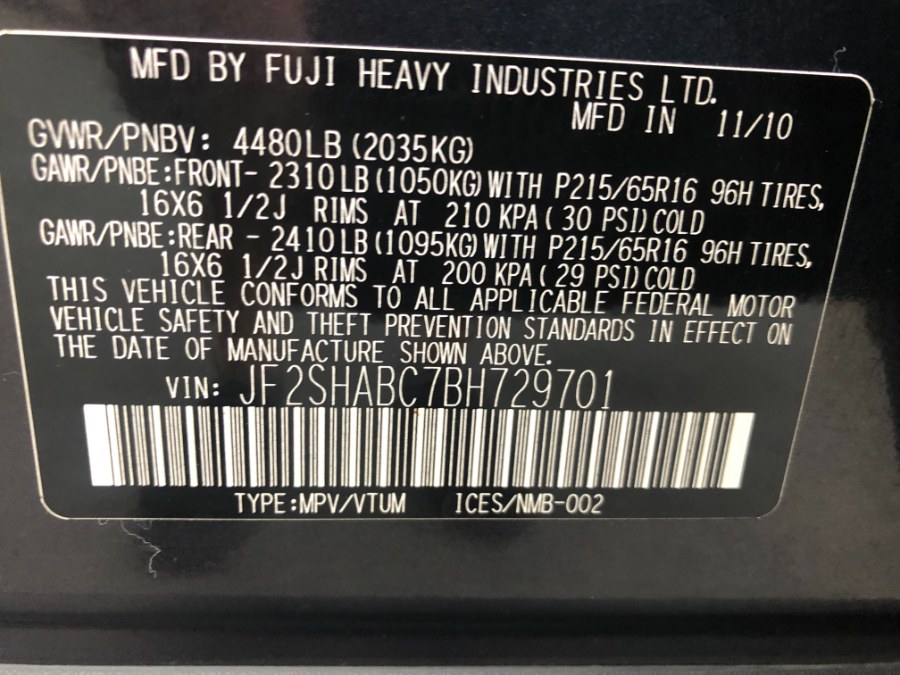 MFD BY FUJI HEAVY INDUSTRIES LTD.
MFD IN 11/10
GVWR/PNBV: 4480LB (2035KG)
GAWR/PNBE:FRONT- 2310LB (1050KG) WITH P215/65R16 96H TIRES,
16X6 1/2J RIMS AT 210 KPA ( 30 PSI) COLD
GAWR/PNBE:REAR - 2410LB (1095KG) WITH P215/65R16 96H TIRES,
16X6 1/2J RIMS AT 200 KPA ( 29 PSI) COLD
THIS VEHICLE CONFORMS TO ALL APPLICABLE FEDERAL MOTOR
VEHICLE SAFETY AND THEFT PREVENTION STANDARDS IN EFFECT ON
THE DATE OF MANUFACTURE SHOWN ABOVE.
VIN: JF2SHABC7BH729701
TYPE:MPV/VTUM ICES/NMB-002